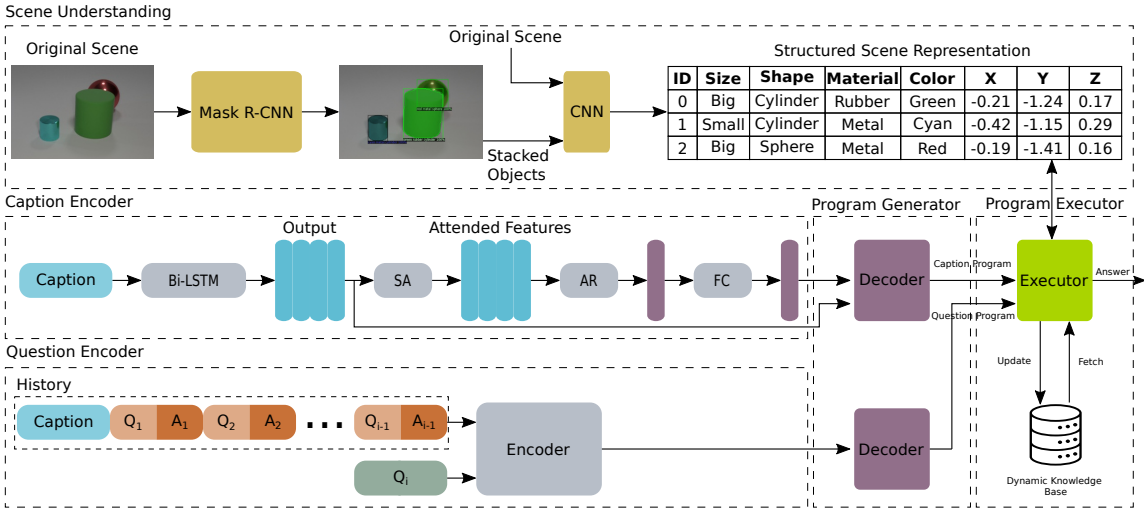 Scene Understanding
Original Scene
Mask R-CNN
Original Scene
Stacked
Objects
CNN
Structured Scene Representation
ID Size Shape Material Color X Y Z
0 Big Cylinder Rubber Green -0.21 -1.24 0.17
1 Small Cylinder Metal Cyan -0.42 -1.15 0.29
2 Big Sphere Metal Red -0.19 -1.41 0.16
Caption Encoder
Caption
Bi-LSTM
Output
SA
Attended Features
AR
FC
Program Generator
Decoder
Caption Program
Question Program
Program Executor
Executor
Answer
Update
Fetch
Dynamic Knowledge
Base
Question Encoder
History
Caption Q1 A1 Q2 A2 ... Qi-1 Ai-1
Qi
Encoder
Decoder